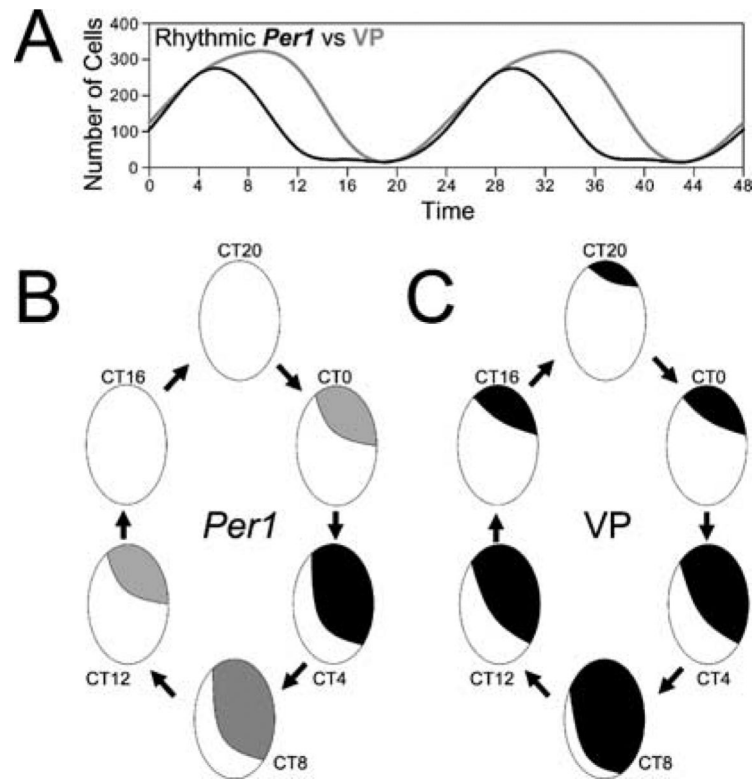 A
Rhythmic Per1 vs VP
Number of Cells
400
300
200
100
0
0 4 8 12 16 20 24 28 32 36 40 44 48
Time
B
CT20
CT16
CT0
Per1
CT12
CT4
CT8
C
CT20
CT16
CT0
VP
CT12
CT4
CT8